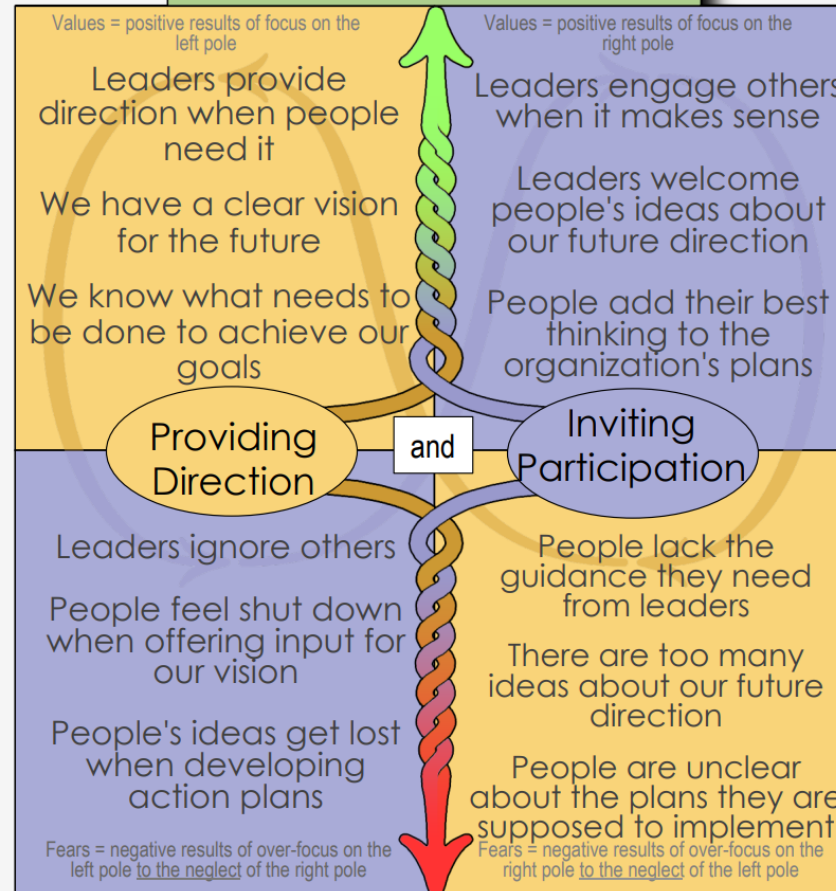 Values = positive results of focus on the
left pole
Leaders provide
direction when people
need it
We have a clear vision
for the future
We know what needs to
be done to achieve our
goals
Values = positive results of focus on the
right pole
Leaders engage others
when it makes sense
Leaders welcome
people's ideas about
our future direction
People add their best
thinking to the
organization's plans
Providing
Direction
and
Inviting
Participation
Leaders ignore others
People feel shut down
when offering input for
our vision
People's ideas get lost
when developing
action plans
Fears = negative results of over-focus on the
left pole to the neglect of the right pole
People lack the
guidance they need
from leaders
There are too many
ideas about our future
direction
People are unclear
about the plans they are
supposed to implement
Fears = negative results of over-focus on the
right pole to the neglect of the left pole